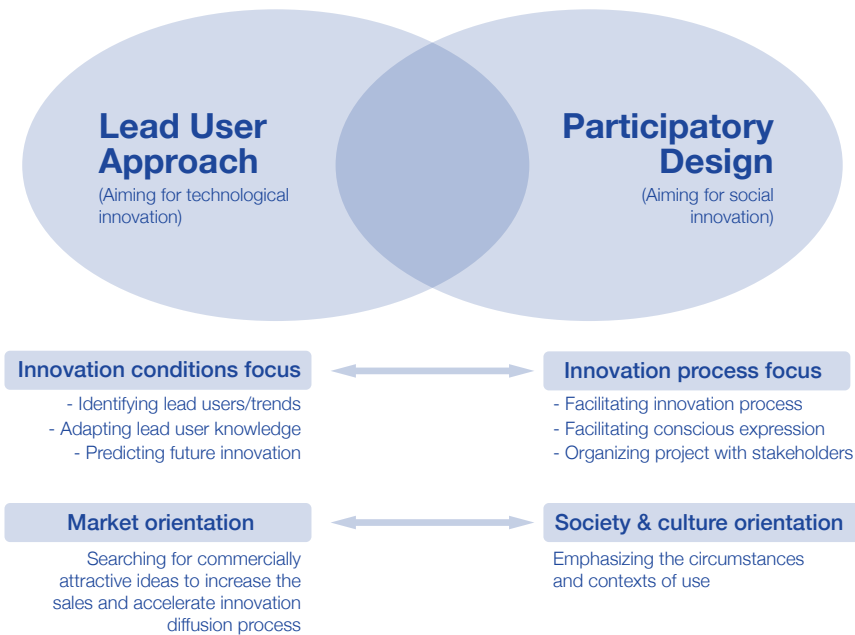 Lead User
Approach
(Aiming for technological
innovation)
Participatory
Design
(Aiming for social
innovation)
Innovation conditions focus
- Identifying lead users/trends
- Adapting lead user knowledge
- Predicting future innovation
Innovation process focus
- Facilitating innovation process
- Facilitating conscious expression
- Organizing project with stakeholders
Market orientation
Searching for commercially
attractive ideas to increase the
sales and accelerate innovation
diffusion process
Society & culture orientation
Emphasizing the circumstances
and contexts of use